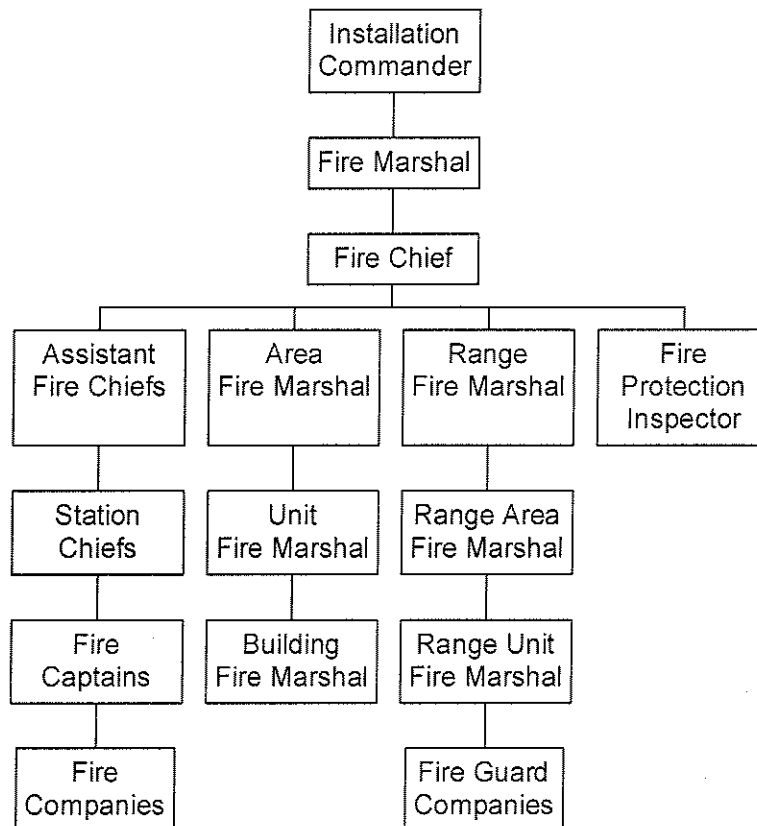 Installation
Commander
Fire Marshal
Fire Chief
Assistant
Fire Chiefs
Area
Fire Marshal
Range
Fire Marshal
Fire
Protection
Inspector
Station
Chiefs
Unit
Fire Marshal
Range Area
Fire Marshal
Fire
Captains
Building
Fire Marshal
Range Unit
Fire Marshal
Fire
Companies
Fire Guard
Companies